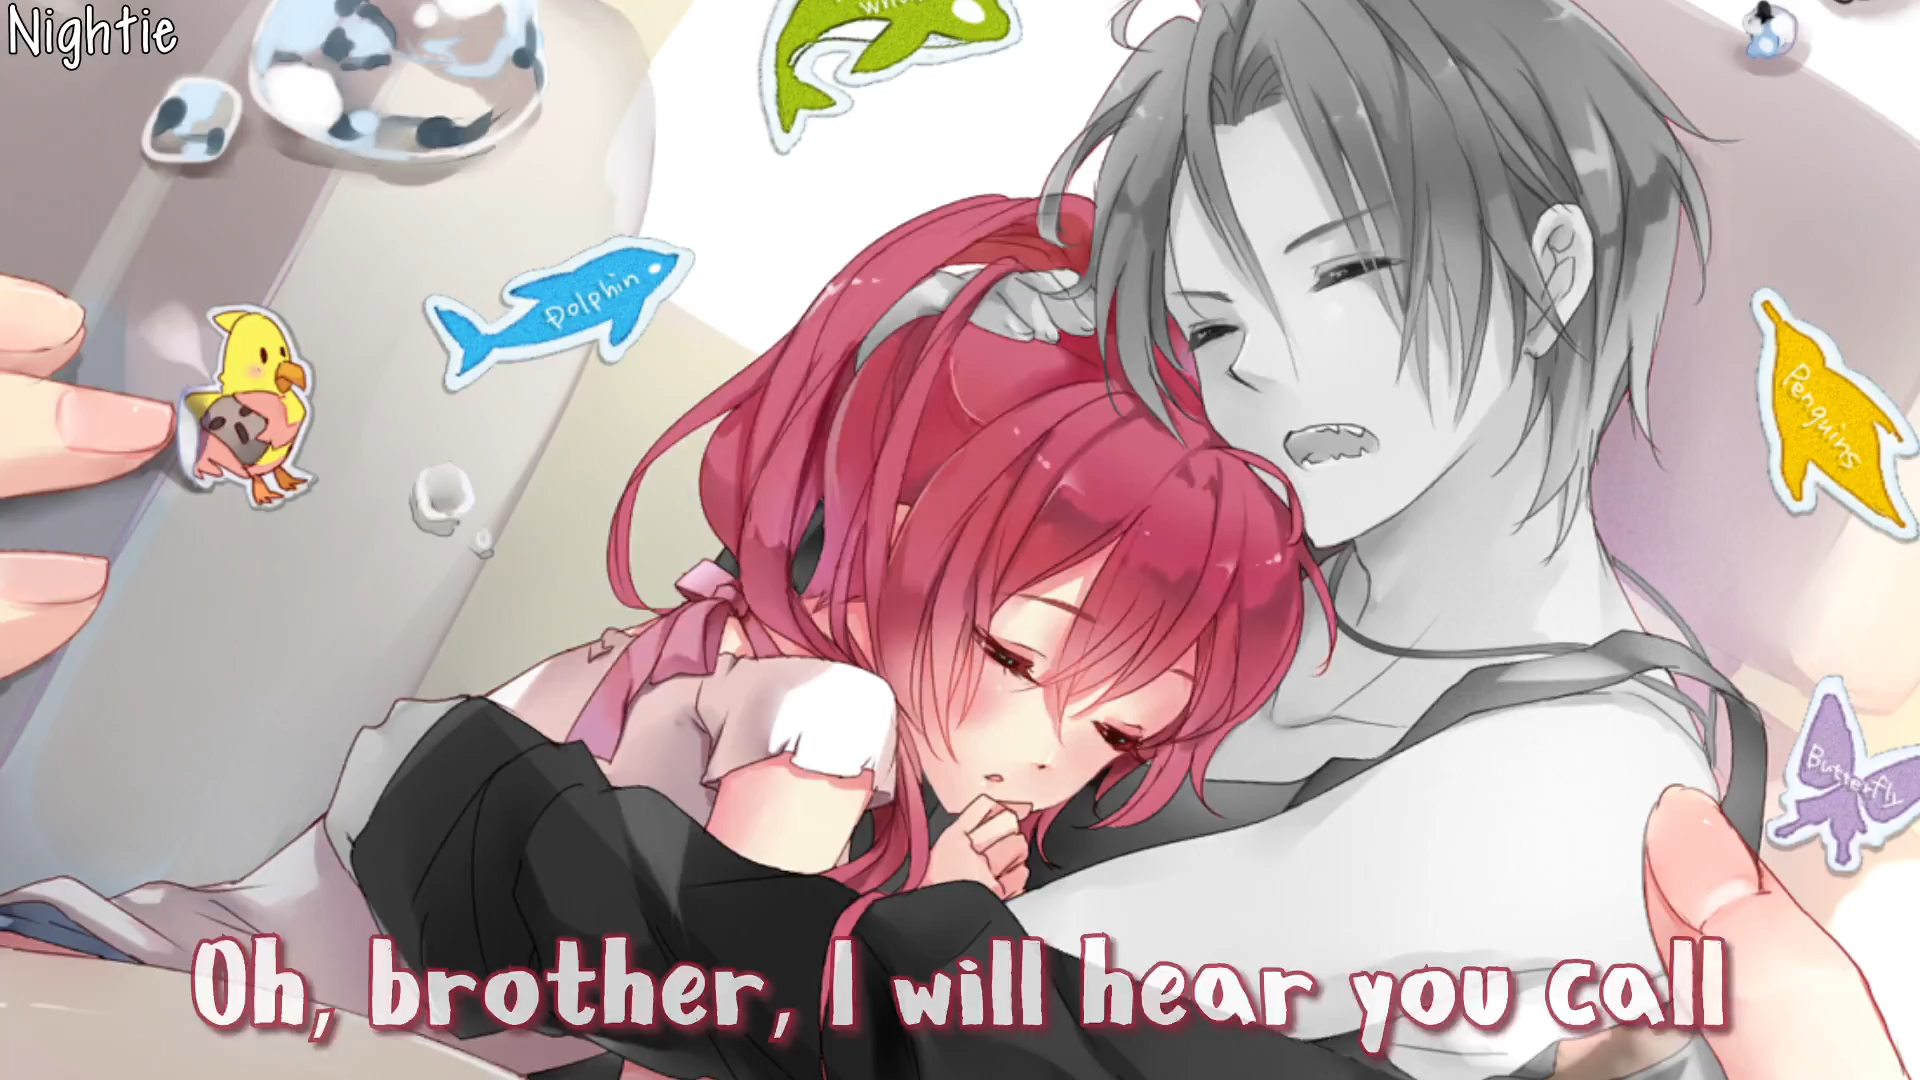 Nightie
Dolphin
Penguins
Butterfly
Oh, brother, I will hear you call